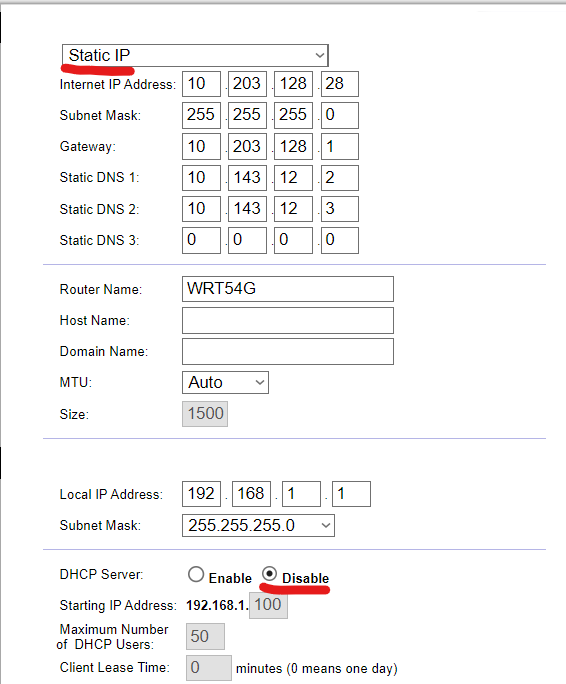 Static IP
Internet IP Address: 10 . 203 . 128 . 28
Subnet Mask: 255 . 255 . 255 . 0
Gateway: 10 . 203 . 128 . 1
Static DNS 1: 10 . 143 . 12 . 2
Static DNS 2: 10 . 143 . 12 . 3
Static DNS 3: 0 . 0 . 0 . 0
Router Name: WRT54G
Host Name:
Domain Name:
MTU: Auto
Size: 1500
Local IP Address: 192 . 168 . 1 . 1
Subnet Mask: 255.255.255.0
DHCP Server: Enable Disable
Starting IP Address: 192.168.1. 100
Maximum Number
of DHCP Users: 50
Client Lease Time: 0 minutes (0 means one day)